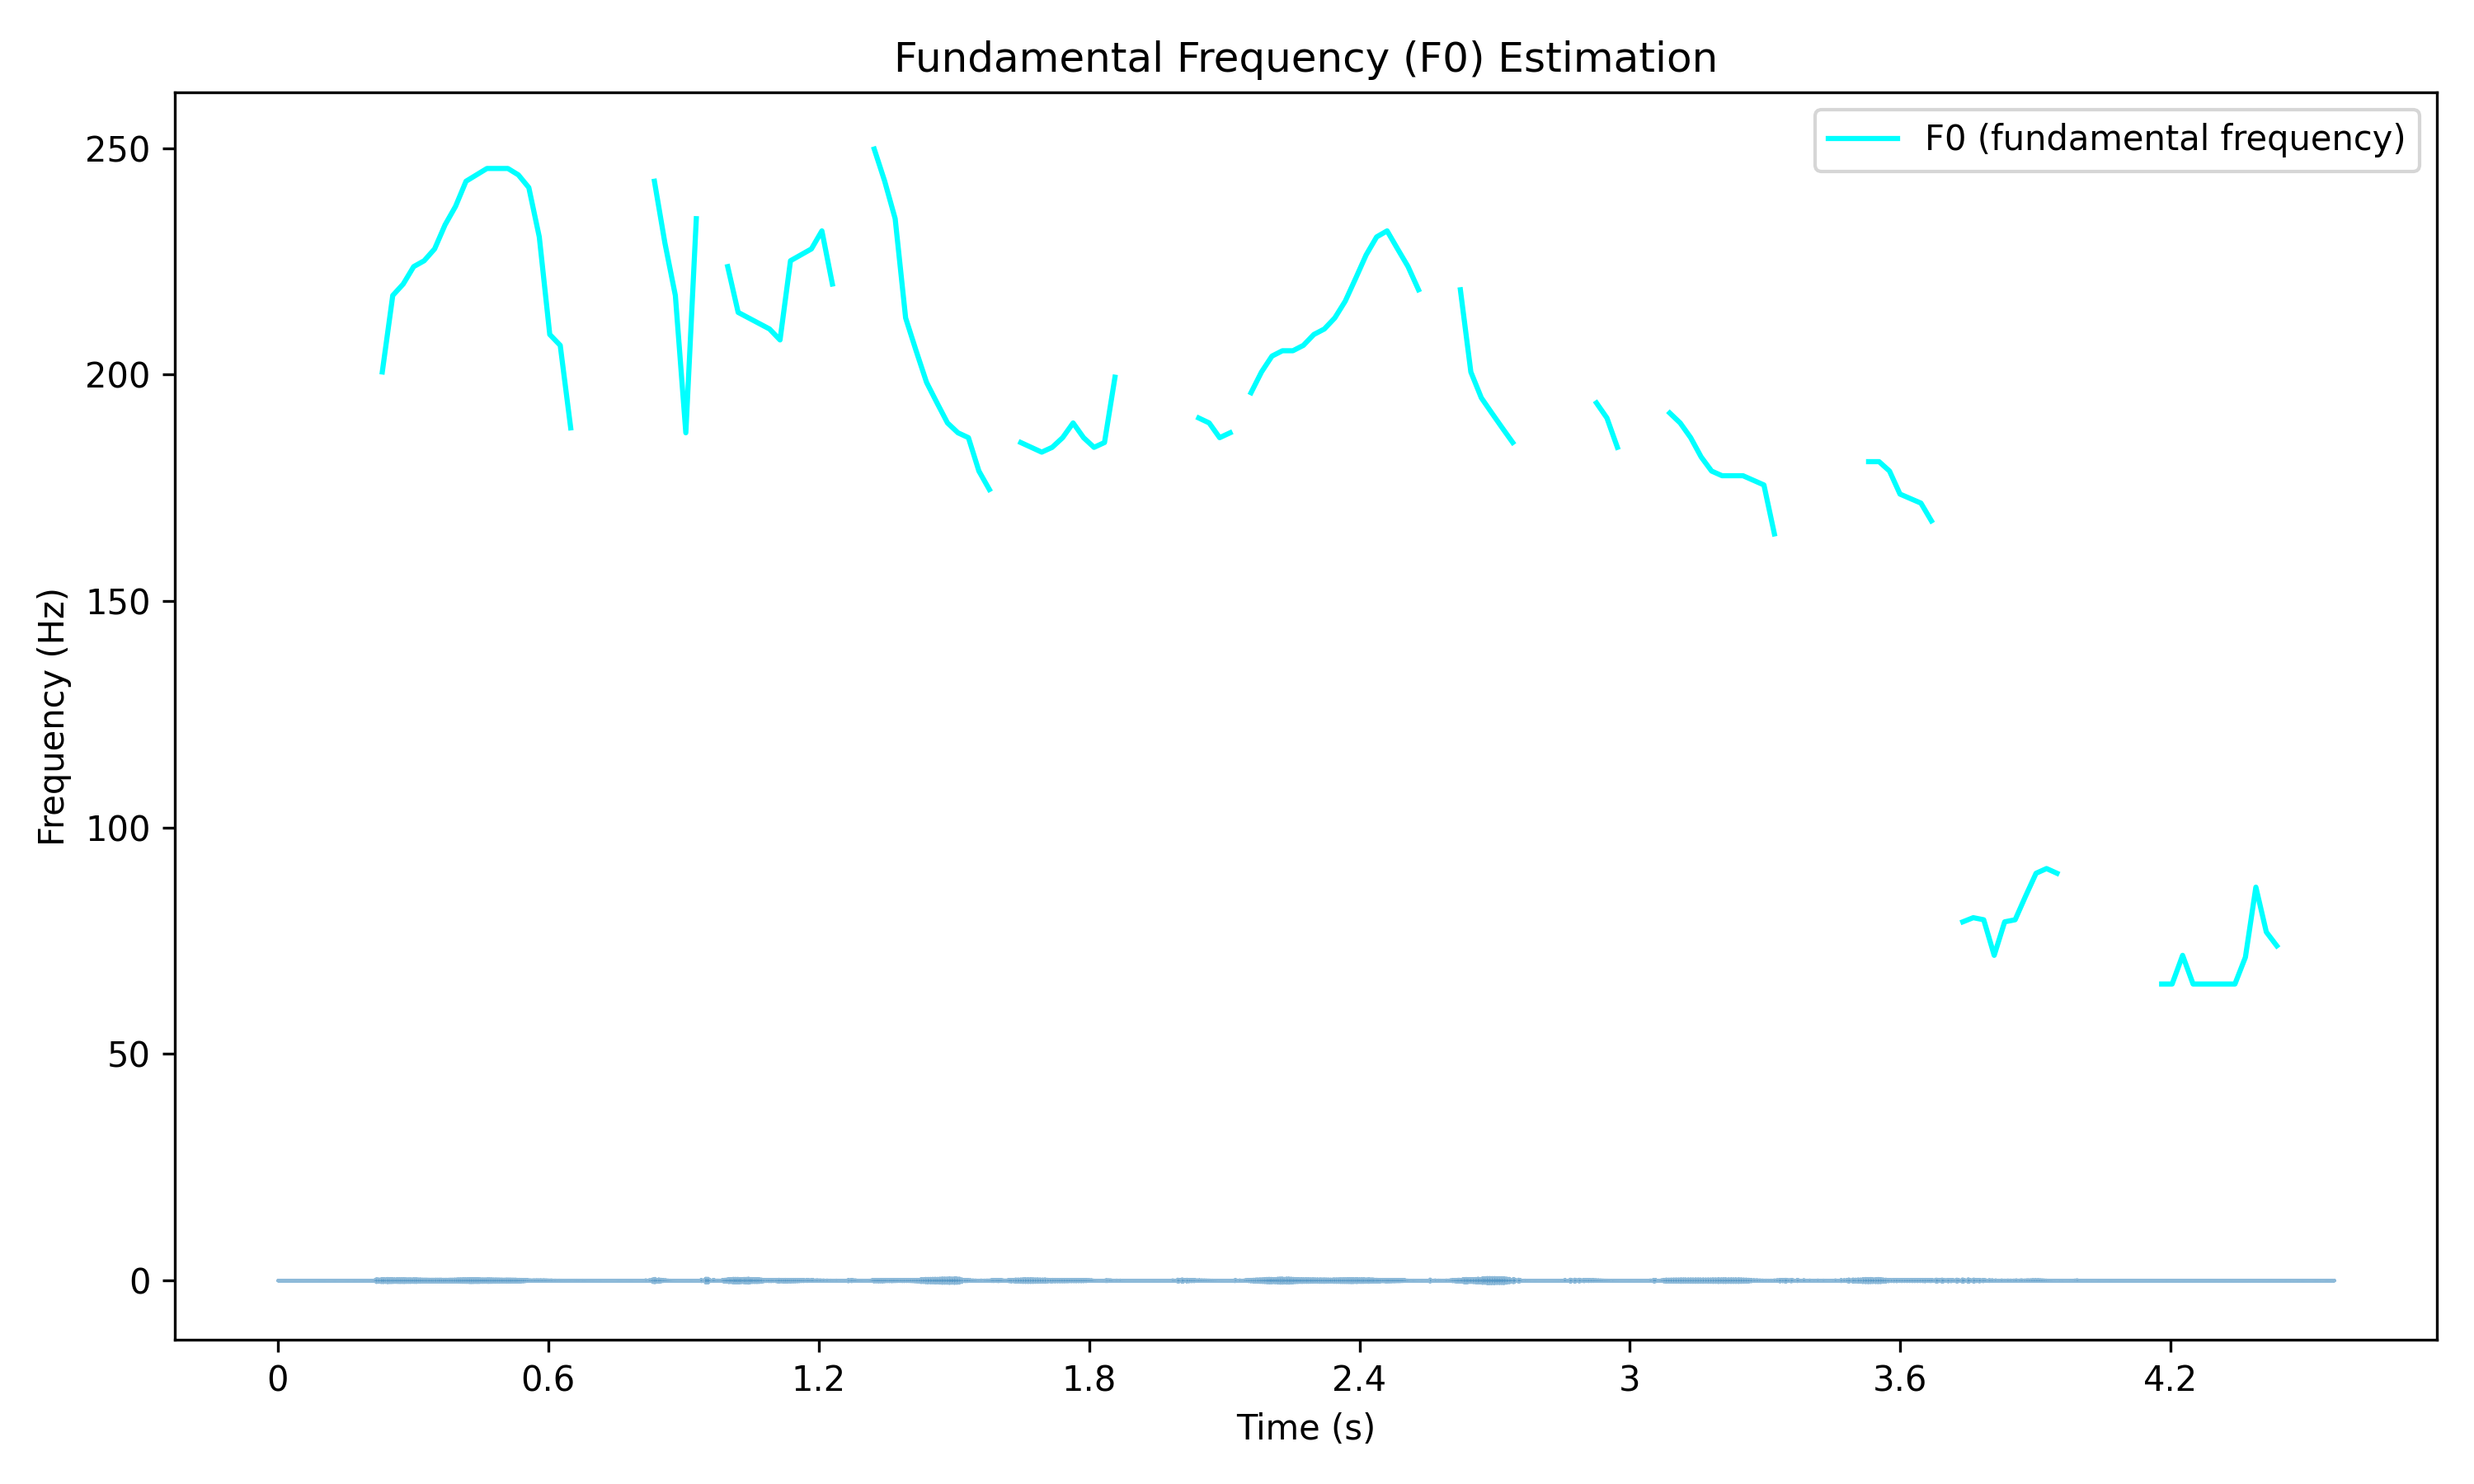 Fundamental Frequency (F0) Estimation
F0 (fundamental frequency)
Frequency (Hz)
250
200
150
100
50
0
0 0.6 1.2 1.8 2.4 3 3.6 4.2
Time (s)